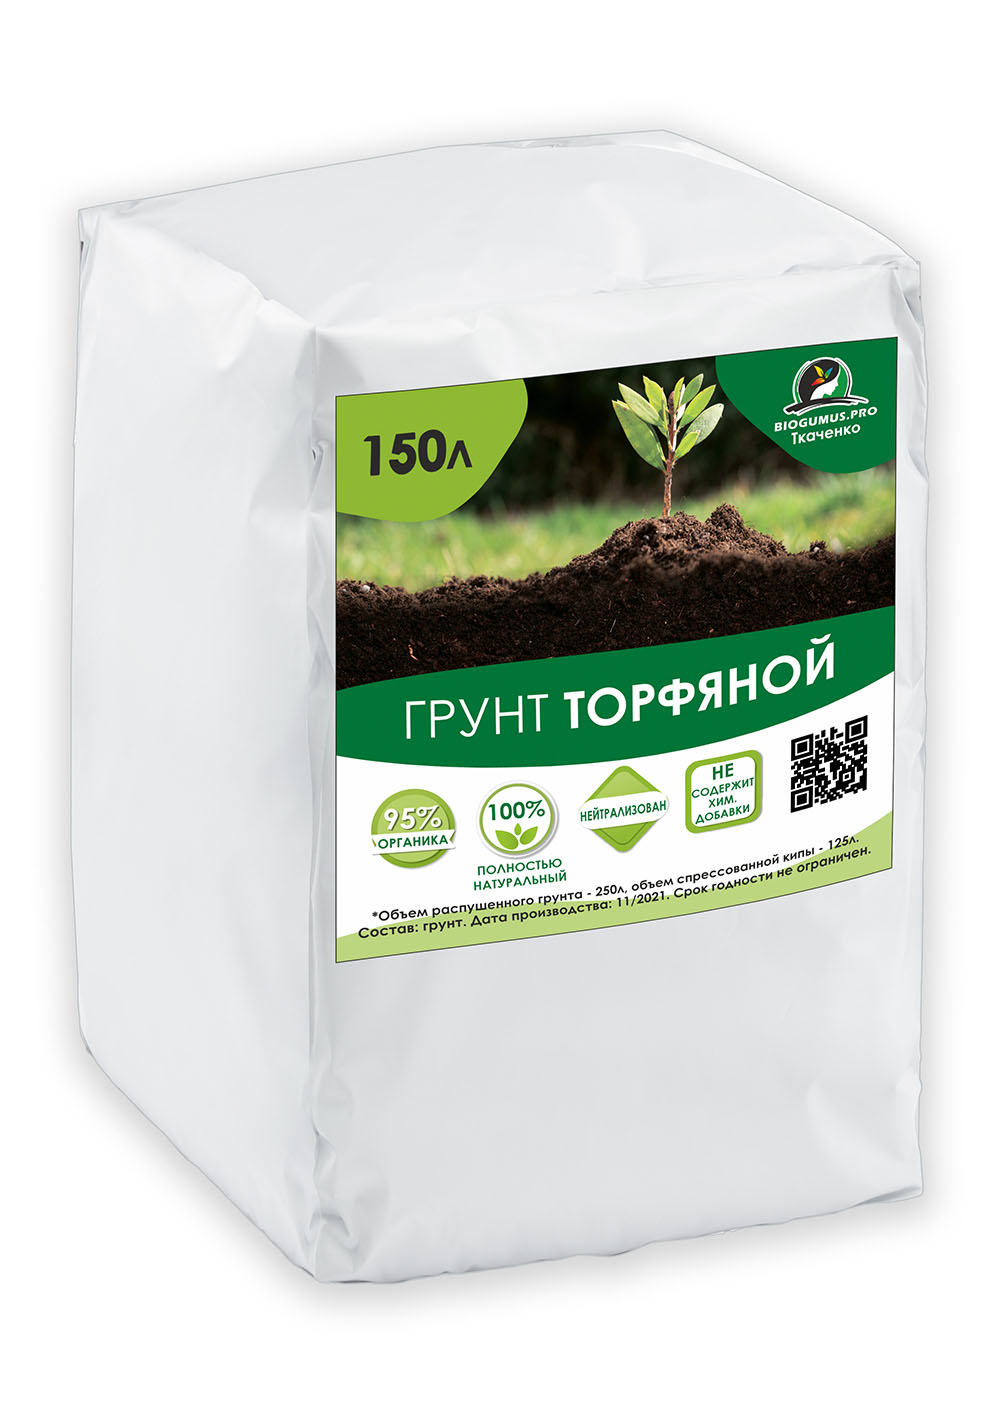 150л
BIOGUMUS.PRO
Ткаченко
ГРУНТ ТОРФЯНОЙ
95%
ОРГАНИКА
100%
ПОЛНОСТЬЮ
НАТУРАЛЬНЫЙ
НЕЙТРАЛИЗОВАН
НЕ
СОДЕРЖИТ
ХИМ.
ДОБАВКИ
*Объем распушенного грунта - 250л, объем спрессованной кипы - 125л.
Состав: грунт. Дата производства: 11/2021. Срок годности не ограничен.